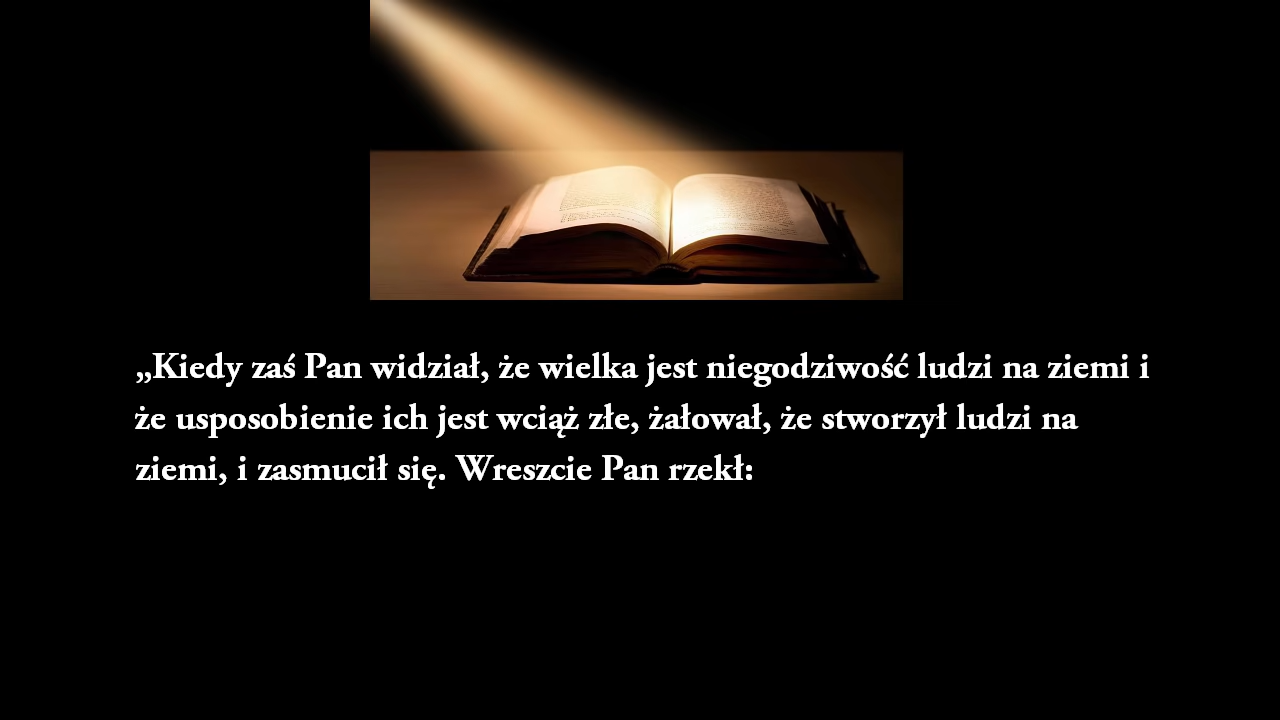 „Kiedy zaś Pan widział, że wielka jest niegodziwość ludzi na ziemi i
że usposobienie ich jest wciąż złe, żałował, że stworzył ludzi na
ziemi, i zasmucił się. Wreszcie Pan rzekł: